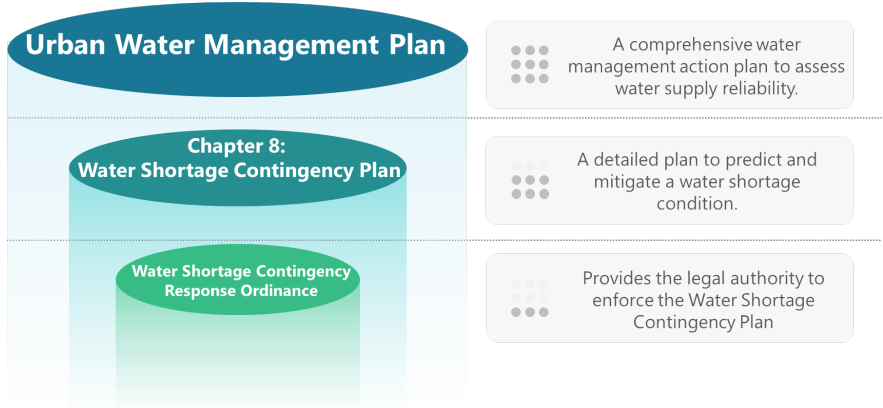 Urban Water Management Plan
A comprehensive water
management action plan to assess
water supply reliability.
Chapter 8:
Water Shortage Contingency Plan
A detailed plan to predict and
mitigate a water shortage
condition.
Water Shortage Contingency
Response Ordinance
Provides the legal authority to
enforce the Water Shortage
Contingency Plan